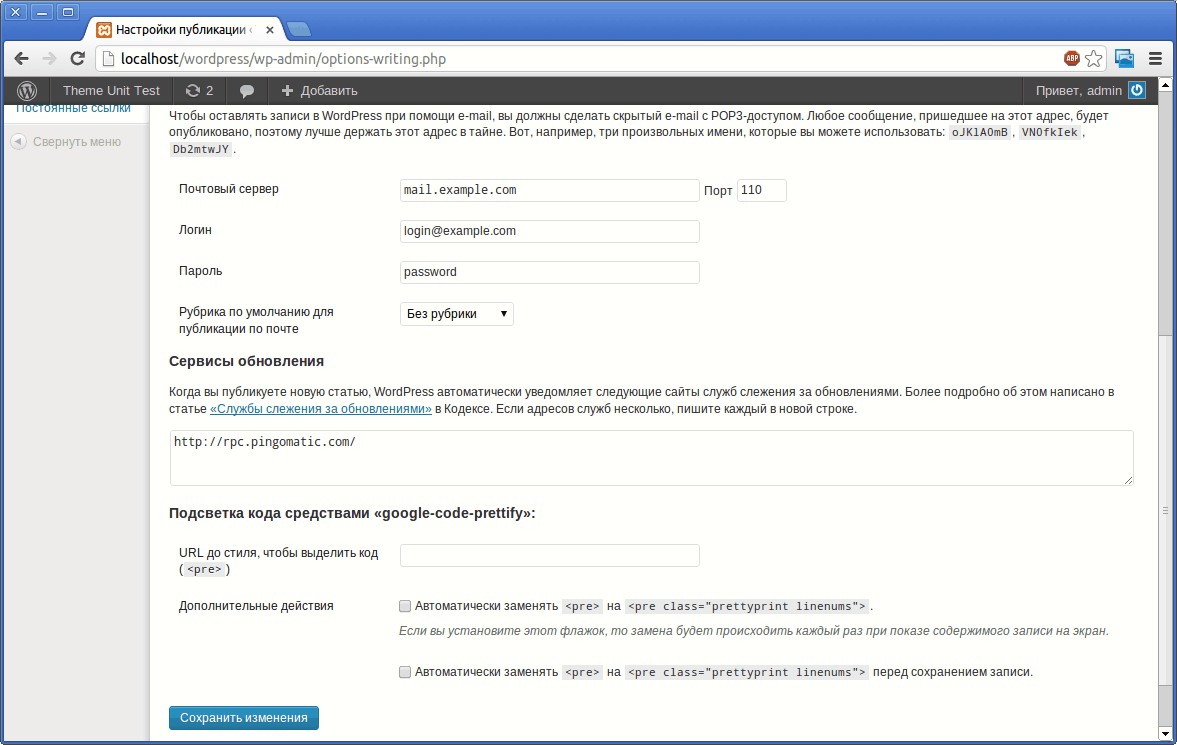 Настройки публикации
localhost/wordpress/wp-admin/options-writing.php
ABP
Theme Unit Test 2 Добавить Привет, admin
Постоянные ссылки
Свернуть меню
Чтобы оставлять записи в WordPress при помощи e-mail, вы должны сделать скрытый e-mail с POP3-доступом. Любое сообщение, пришедшее на этот адрес, будет
опубликовано, поэтому лучше держать этот адрес в тайне. Вот, например, три произвольных имени, которые вы можете использовать: oJK1AOmB , VNOfkIek ,
Db2mtwJY .
Почтовый сервер mail.example.com Порт 110
Логин login@example.com
Пароль password
Рубрика по умолчанию для
публикации по почте
Без рубрики
Сервисы обновления
Когда вы публикуете новую статью, WordPress автоматически уведомляет следующие сайты служб слежения за обновлениями. Более подробно об этом написано в
статье «Службы слежения за обновлениями» в Кодексе. Если адресов служб несколько, пишите каждый в новой строке.
http://rpc.pingomatic.com/
Подсветка кода средствами «google-code-prettify»:
URL до стиля, чтобы выделить код
( <pre> )
Дополнительные действия
Автоматически заменять <pre> на <pre class="prettyprint linenums"> .
Если вы установите этот флажок, то замена будет происходить каждый раз при показе содержимого записи на экран.
Автоматически заменять <pre> на <pre class="prettyprint linenums"> перед сохранением записи.
Сохранить изменения